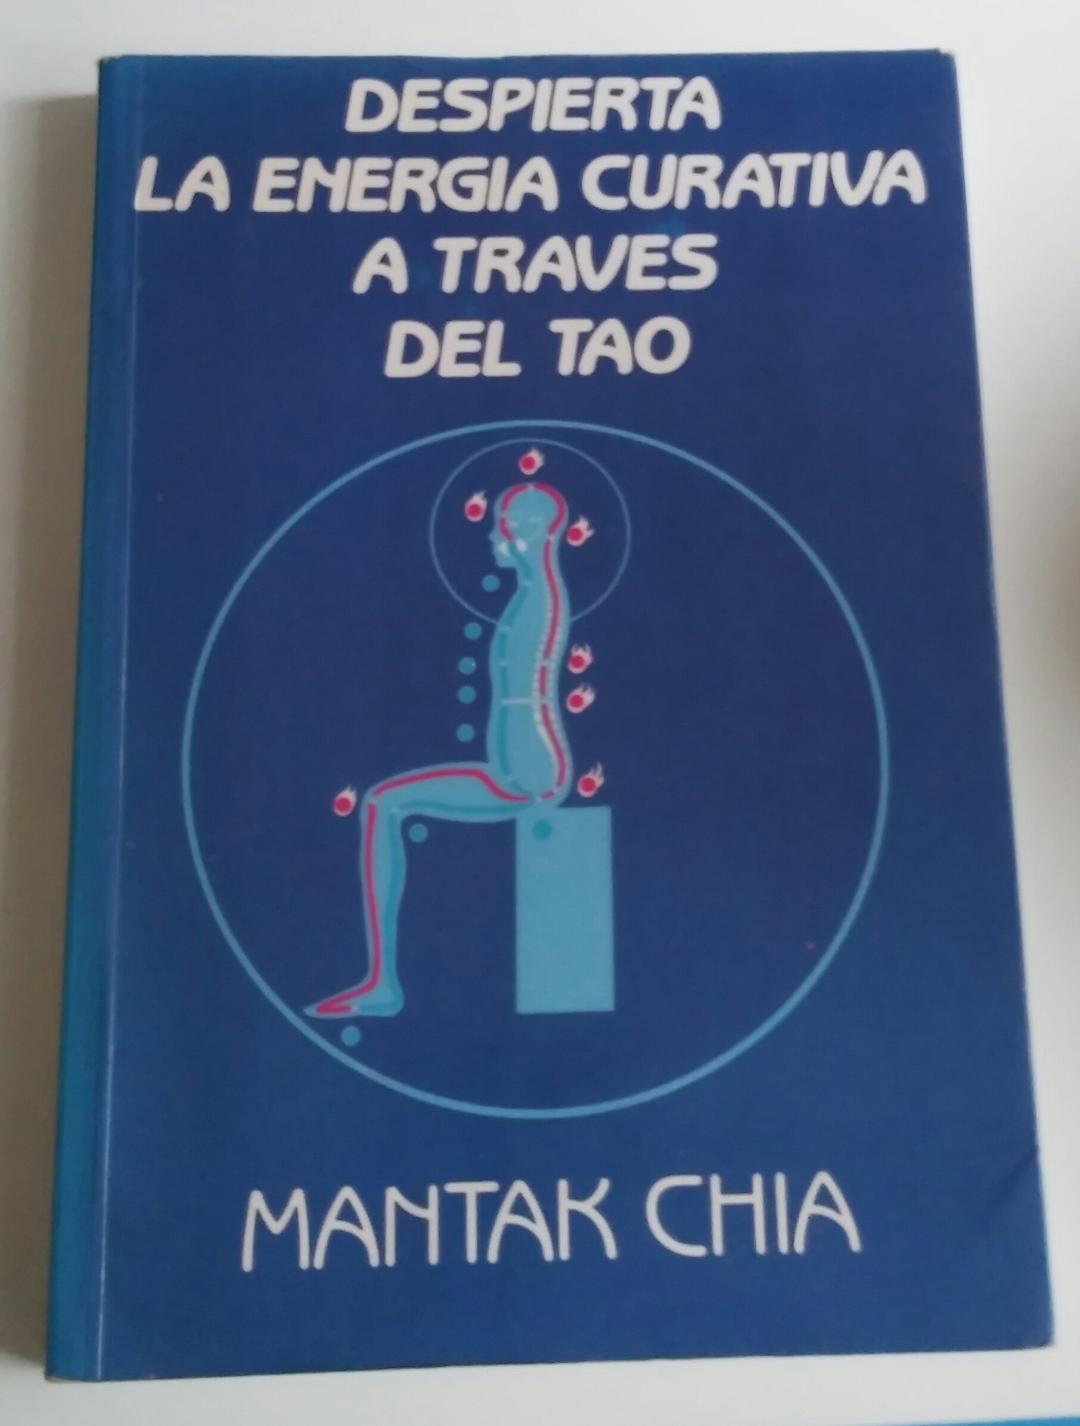 DESPIERTA
LA ENERGIA CURATIVA
A TRAVES
DEL TAO
MANTAK CHIA